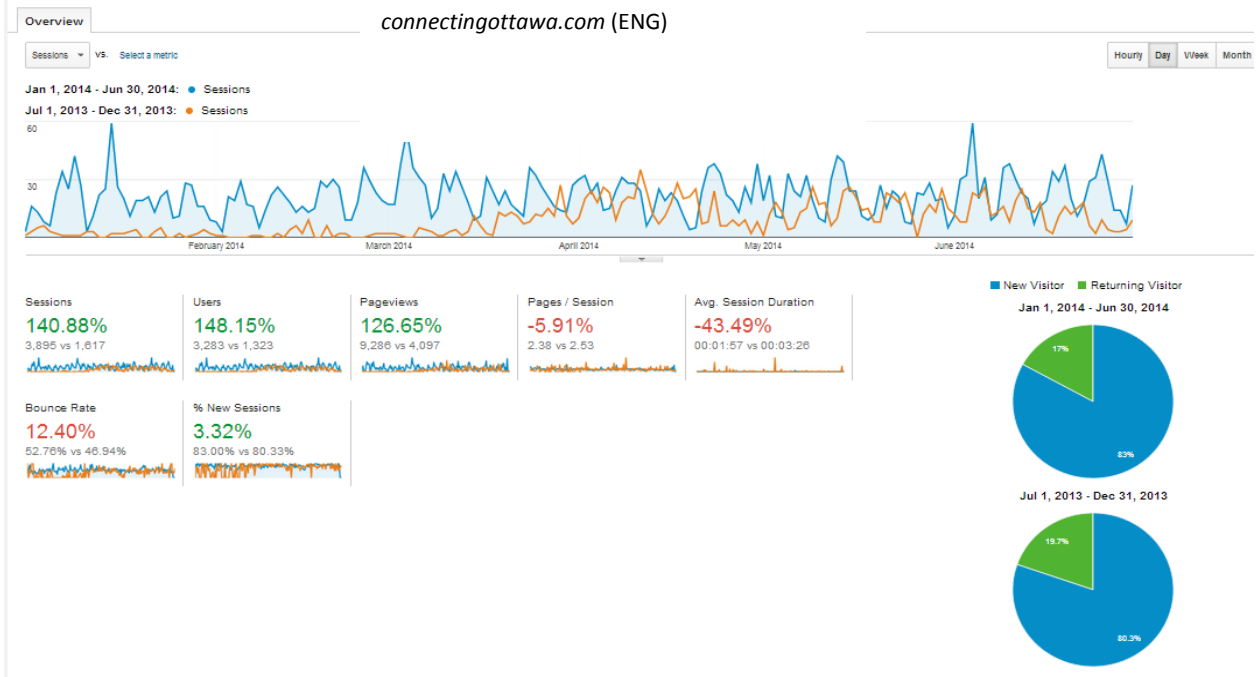 Overview
connectingottawa.com (ENG)
Sessions VS. Select a metric
Hourly Day Week Month
Jan 1, 2014 - Jun 30, 2014: Sessions
Jul 1, 2013 - Dec 31, 2013: Sessions
60
30
February 2014 March 2014 April 2014 May 2014 June 2014
Sessions
140.88%
3,895 vs 1,617
Users
148.15%
3,283 vs 1,323
Pageviews
126.65%
9,286 vs 4,097
Pages / Session
-5.91%
2.38 vs 2.53
Avg. Session Duration
-43.49%
00:01:57 vs 00:03:26
Bounce Rate
12.40%
52.76% vs 46.94%
% New Sessions
3.32%
83.00% vs 80.33%
New Visitor Returning Visitor
Jan 1, 2014 - Jun 30, 2014
17%
83%
Jul 1, 2013 - Dec 31, 2013
19.7%
80.3%